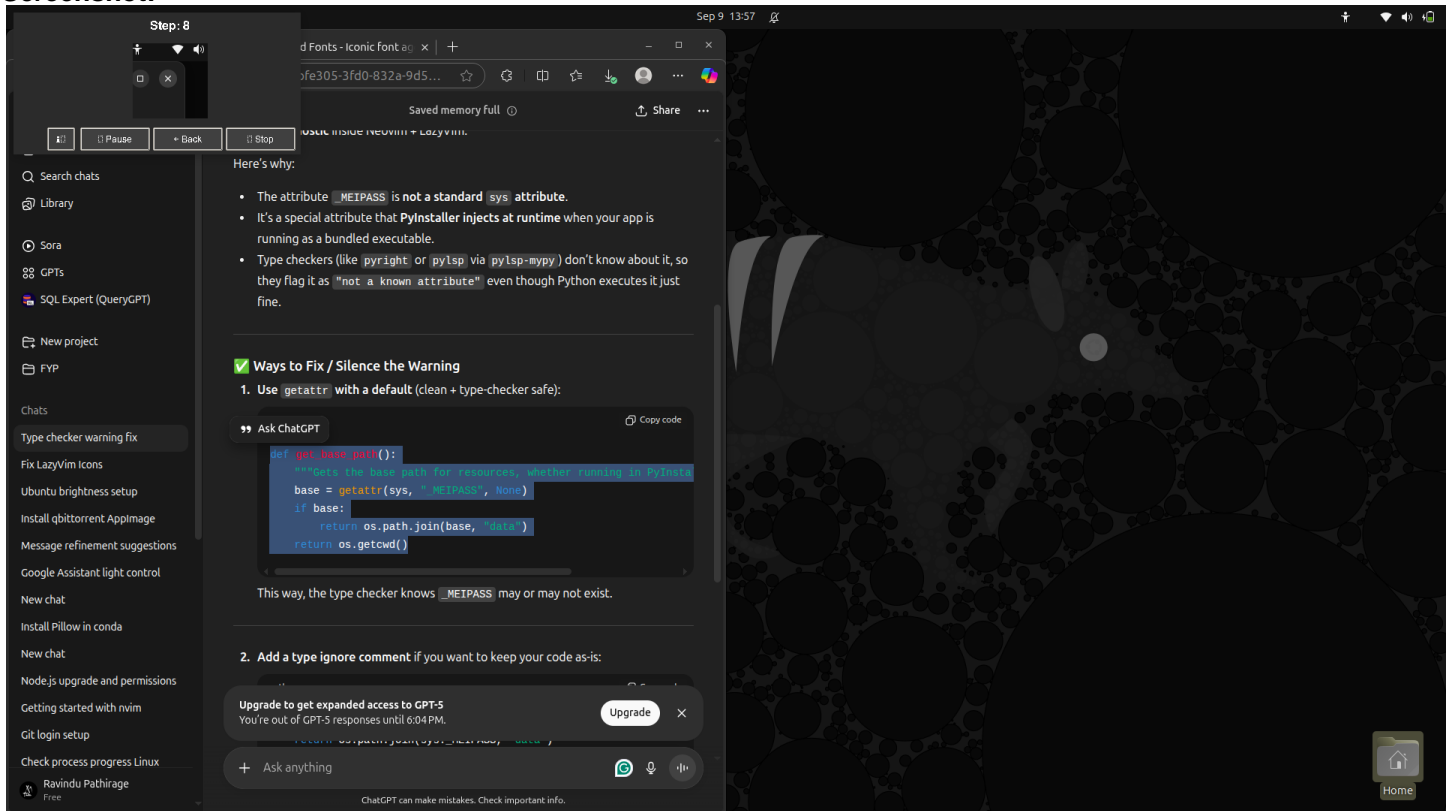 Sep 9 13:57
Step: 8
Pause
← Back
Stop
d Fonts - Iconic font ag
ofe305-3fd0-832a-9d5...
Saved memory full
Share
nostic inside Neovim + LazyVim.
Here's why:
• The attribute _MEIPASS is not a standard sys attribute.
• It's a special attribute that PyInstaller injects at runtime when your app is
running as a bundled executable.
• Type checkers (like pyright or pylsp via pylsp-mypy) don't know about it, so
they flag it as "not a known attribute" even though Python executes it just
fine.
✅ Ways to Fix / Silence the Warning
1. Use getattr with a default (clean + type-checker safe):
Copy code
Ask ChatGPT
def get_base_path():
"""Gets the base path for resources, whether running in PyInsta
base = getattr(sys, "_MEIPASS", None)
if base:
return os.path.join(base, "data")
return os.getcwd()
This way, the type checker knows _MEIPASS may or may not exist.
2. Add a type ignore comment if you want to keep your code as-is:
Upgrade to get expanded access to GPT-5
You're out of GPT-5 responses until 6:04 PM.
Upgrade
return os.path.join(sys._MEIPASS, "data")
Ask anything
ChatGPT can make mistakes. Check important info.
Search chats
Library
Sora
GPTs
SQL Expert (QueryGPT)
New project
FYP
Chats
Type checker warning fix
Fix LazyVim Icons
Ubuntu brightness setup
Install qbittorrent AppImage
Message refinement suggestions
Google Assistant light control
New chat
Install Pillow in conda
New chat
Node.js upgrade and permissions
Getting started with nvim
Git login setup
Check process progress Linux
Ravindu Pathirage
Free
Home